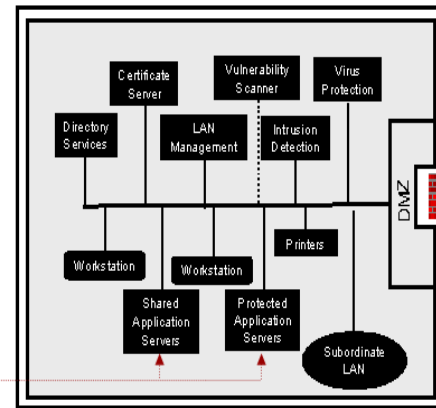 Certificate
Server
Vulnerability
Scanner
Virus
Protection
Directory
Services
LAN
Management
Intrusion
Detection
DMZ
Printers
Workstation
Workstation
Shared
Application
Servers
Protected
Application
Servers
Subordinate
LAN